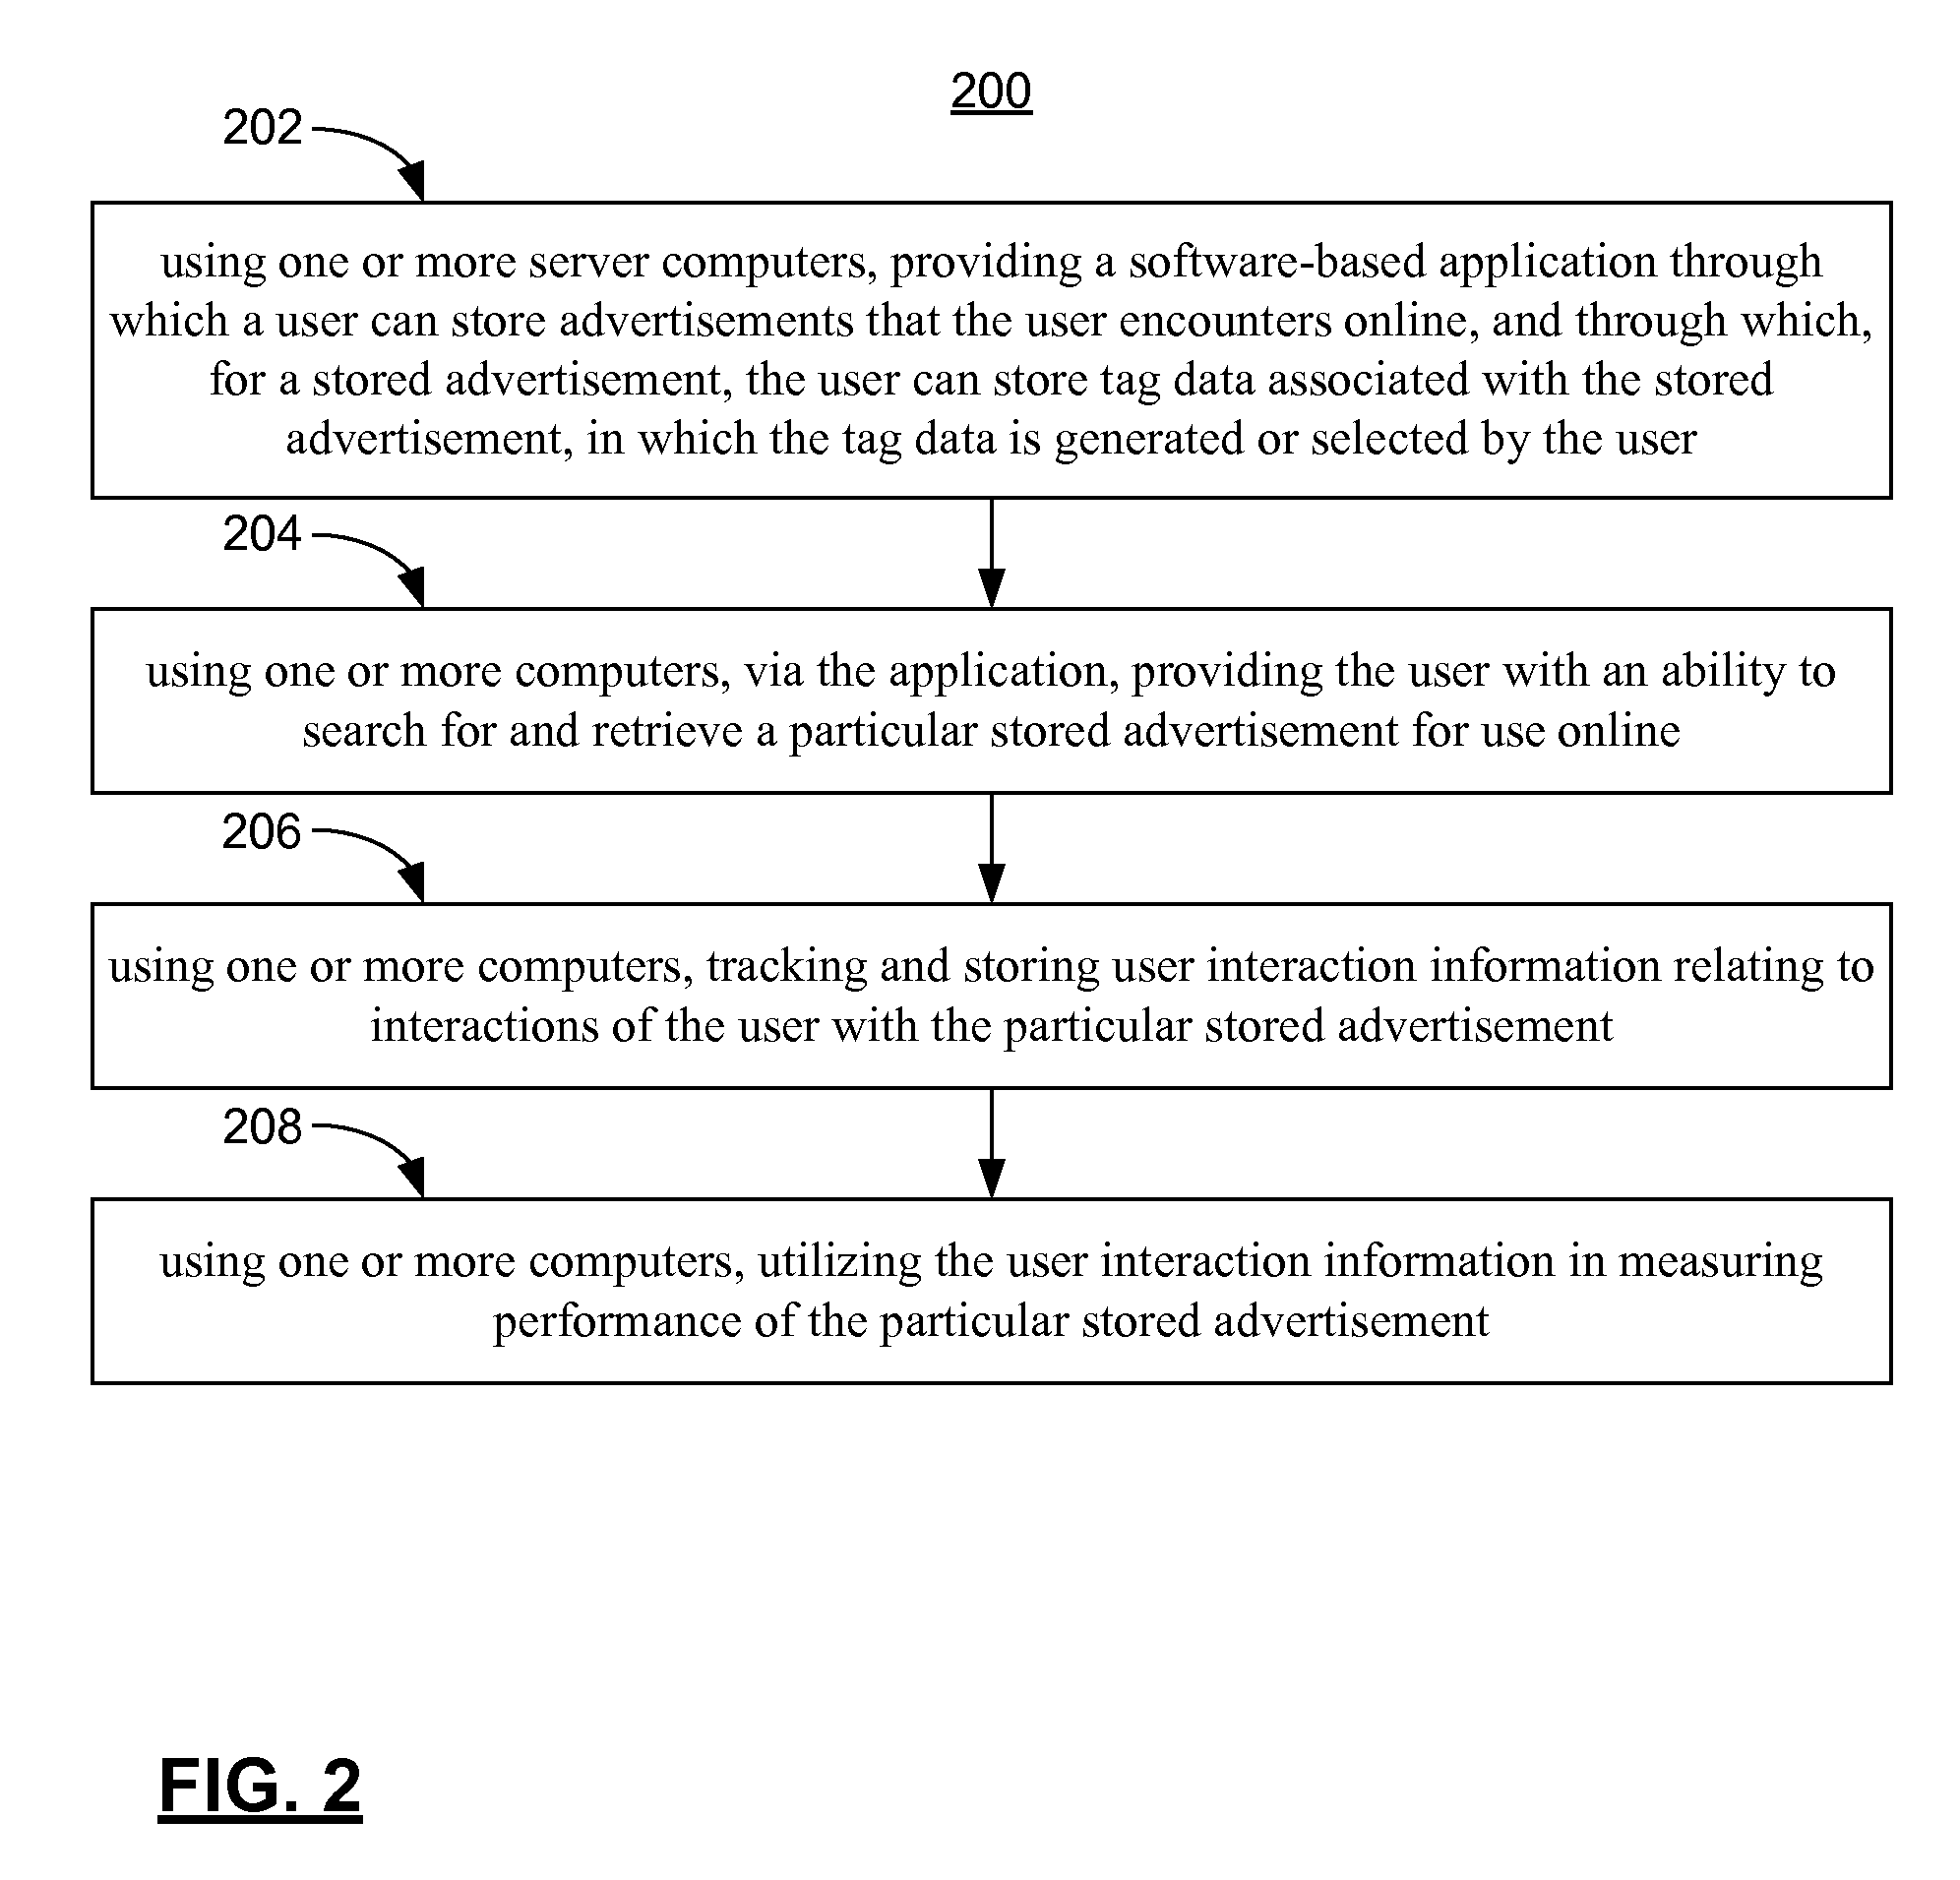 200
202
using one or more server computers, providing a software-based application through
which a user can store advertisements that the user encounters online, and through which,
for a stored advertisement, the user can store tag data associated with the stored
advertisement, in which the tag data is generated or selected by the user
204
using one or more computers, via the application, providing the user with an ability to
search for and retrieve a particular stored advertisement for use online
206
using one or more computers, tracking and storing user interaction information relating to
interactions of the user with the particular stored advertisement
208
using one or more computers, utilizing the user interaction information in measuring
performance of the particular stored advertisement
FIG. 2